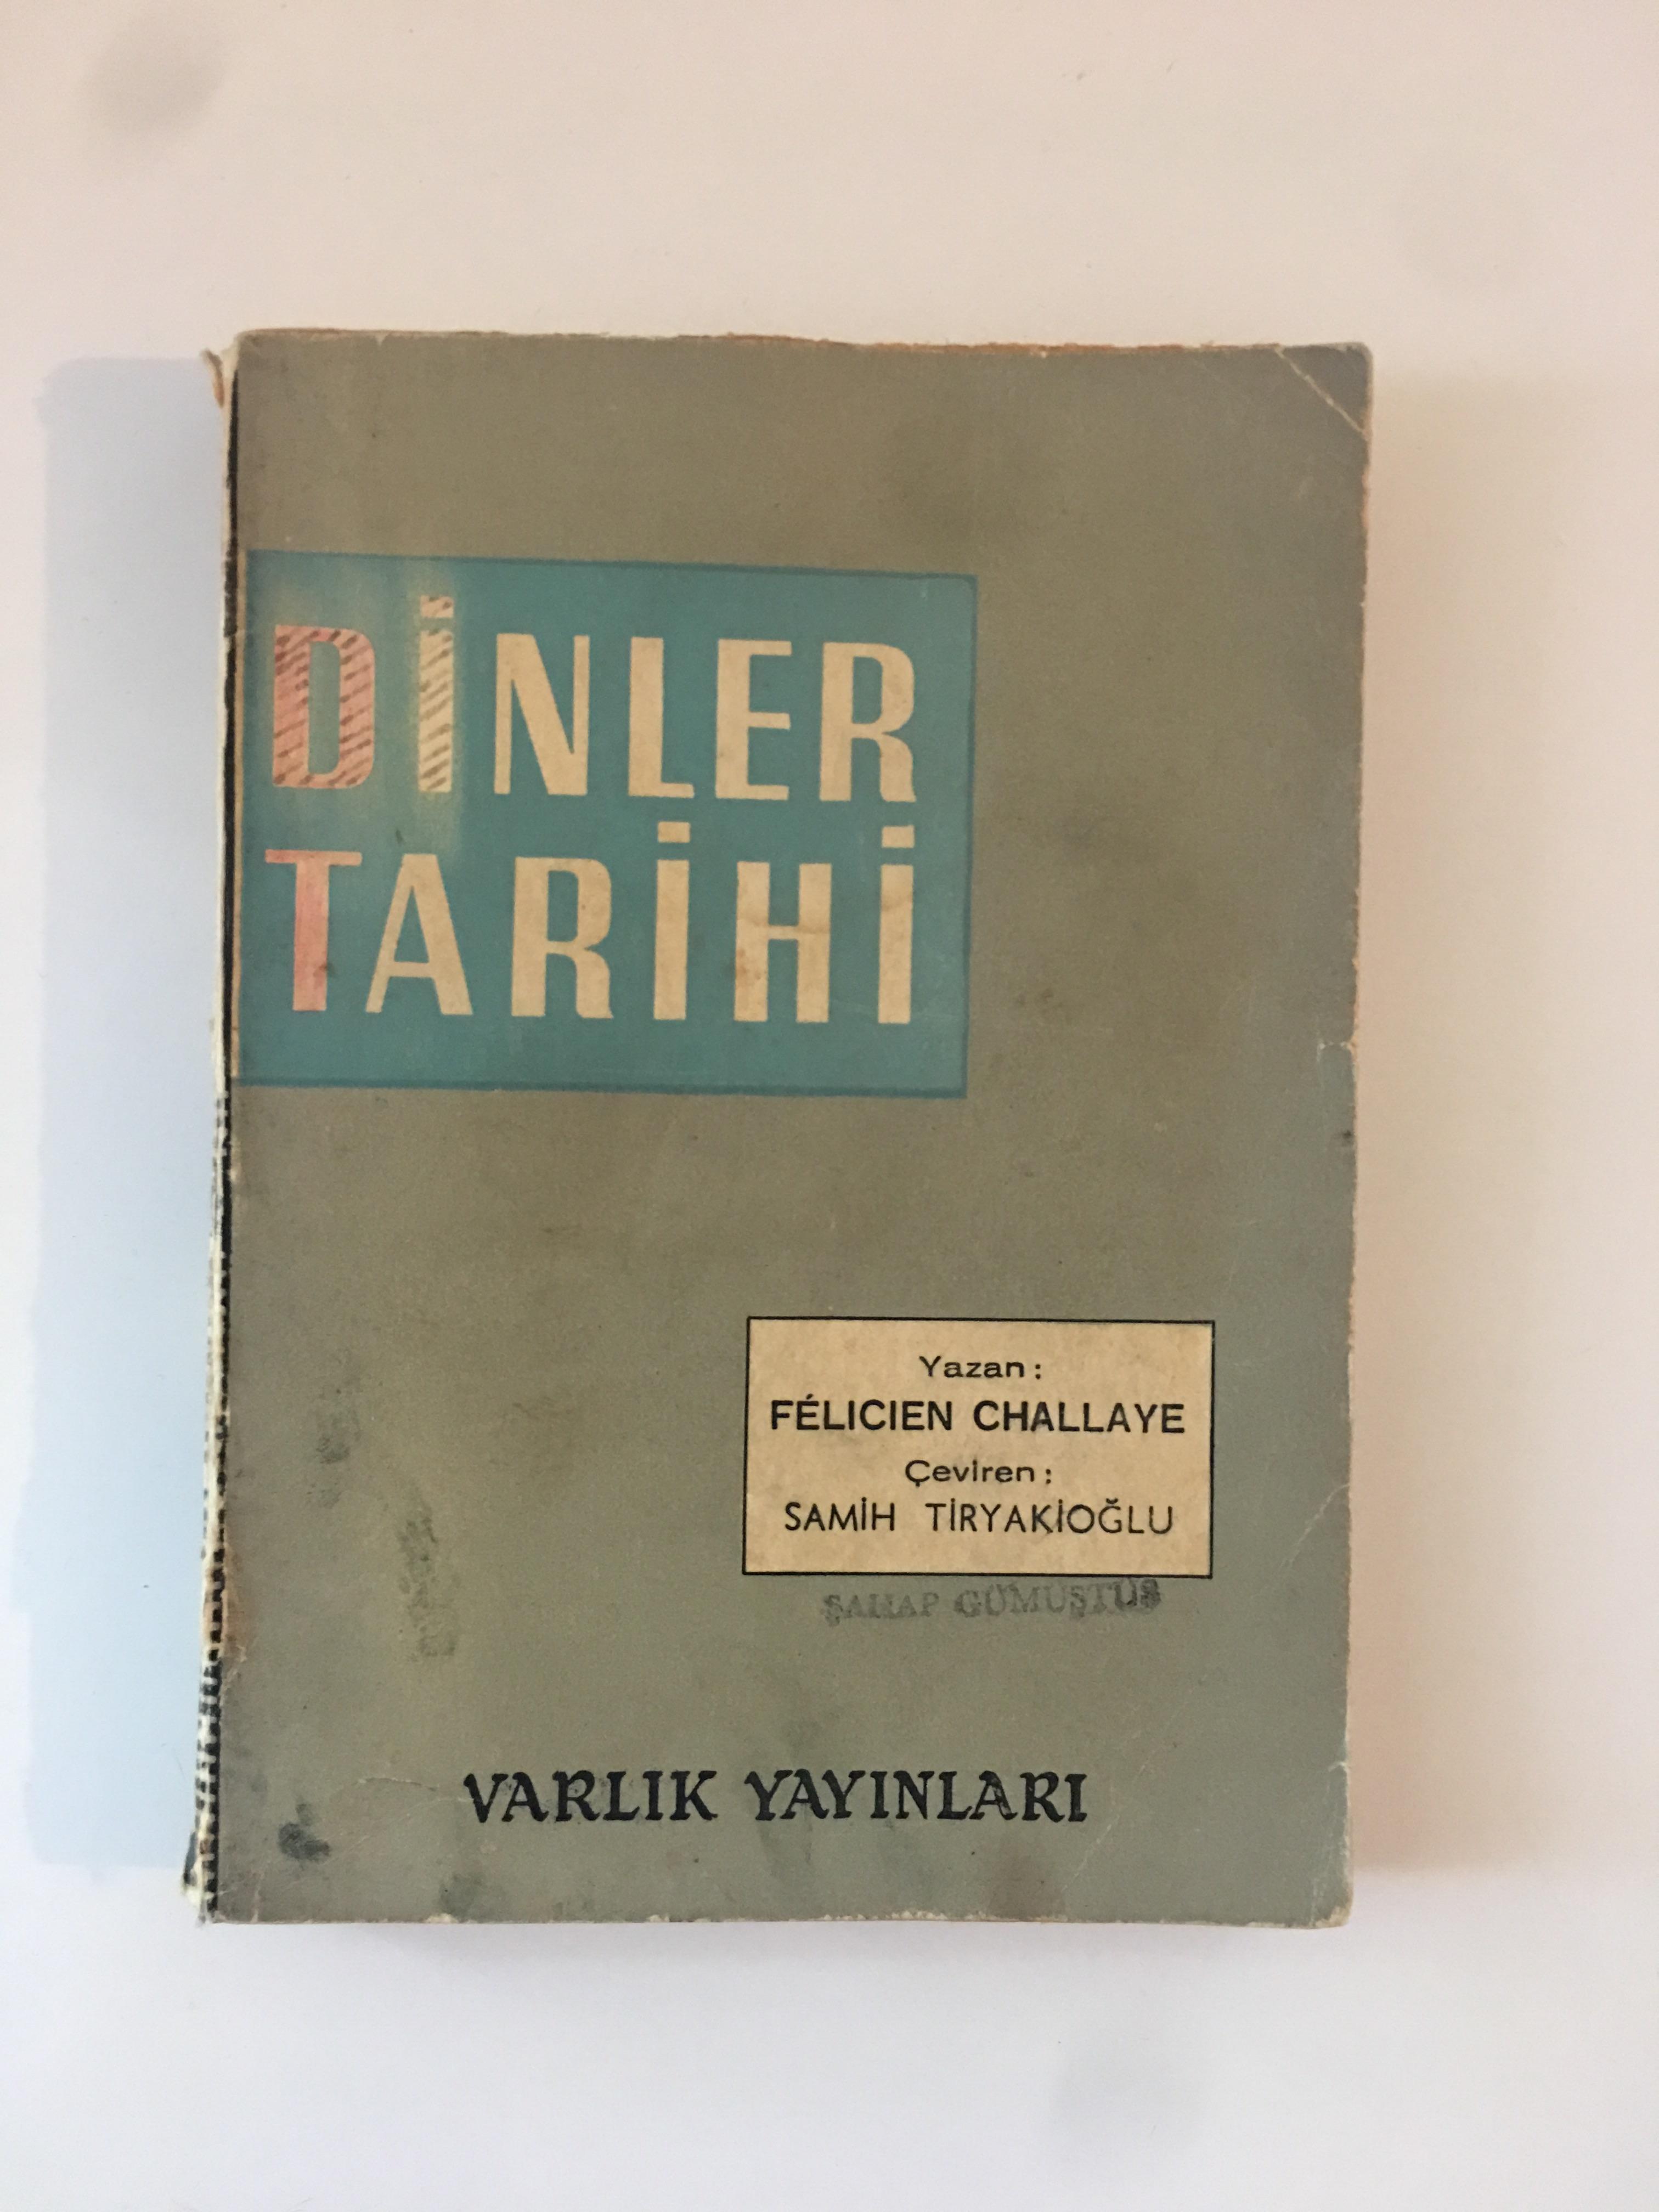 DİNLER
TARİHİ
Yazan :
FÉLICIEN CHALLAYE
Çeviren :
SAMİH TİRYAKİOĞLU
ŞAHAP GÜMÜŞTÜS
VARLIK YAYINLARI